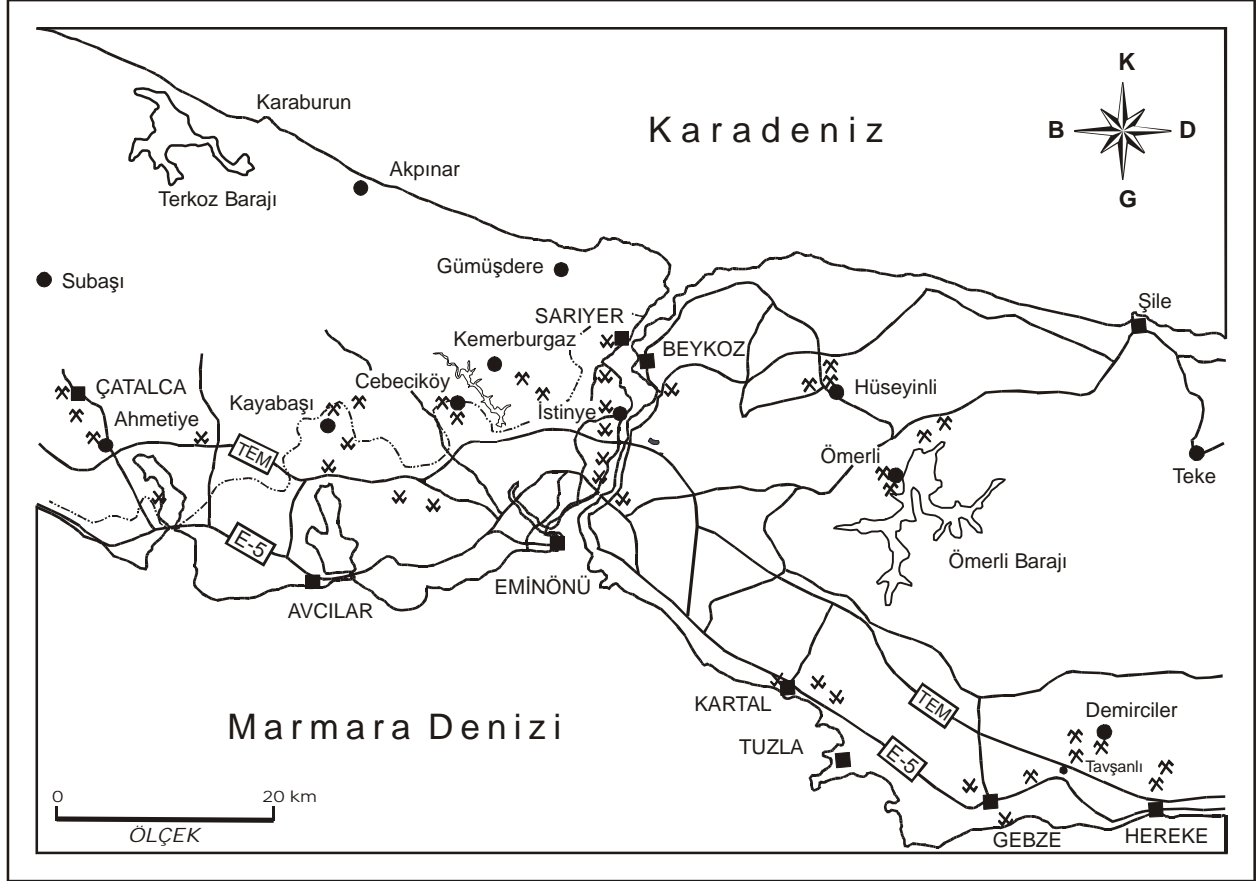 K
Karaburun
Karadeniz
B
D
Akpınar
Terkoz Barajı
G
Gümüşdere
Subaşı
Şile
SARIYER
Kemerburgaz
BEYKOZ
ÇATALCA
Cebeciköy
Hüseyinli
Kayabaşı
Ahmetiye
İstinye
TEM
Ömerli
Teke
E-5
Ömerli Barajı
EMİNÖNÜ
AVCILAR
KARTAL
TEM
Demirciler
Marmara Denizi
TUZLA
E-5
Tavşanlı
0 20 km
ÖLÇEK
GEBZE
HEREKE